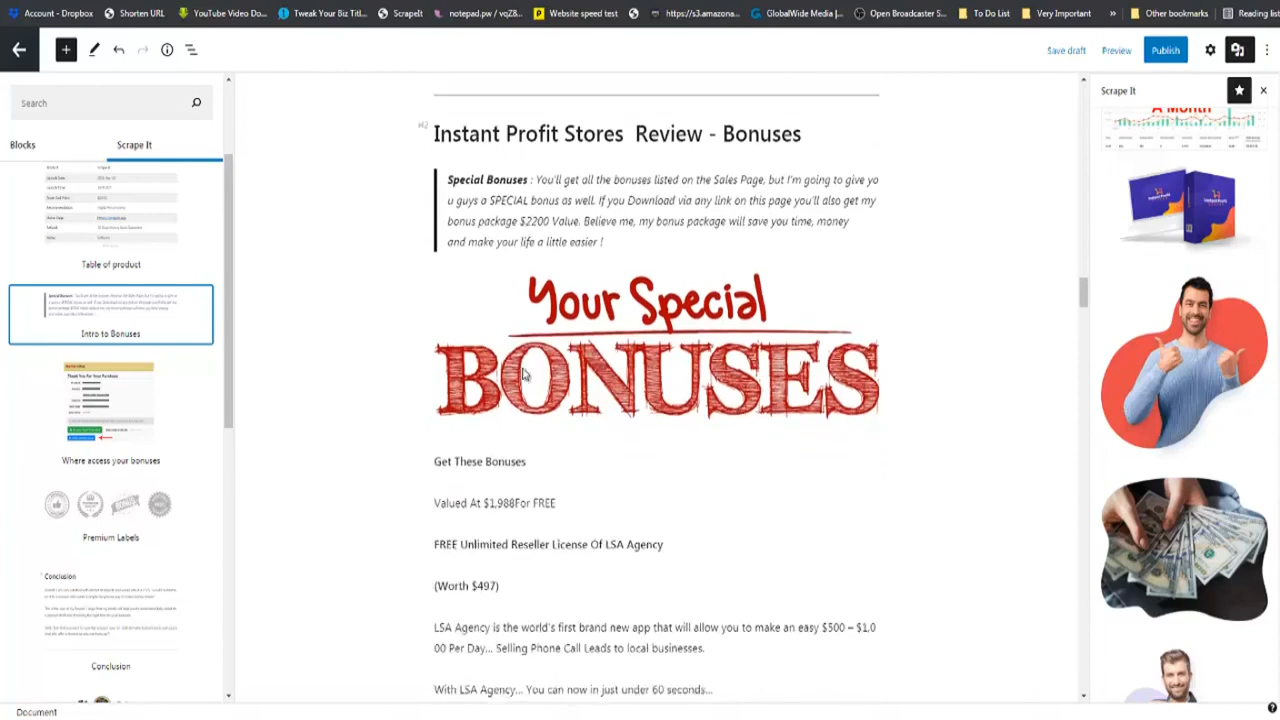 Account - Dropbox
Shorten URL
YouTube Video Do...
Tweak Your Biz Titl...
ScrapeIt
notepad.pw / vqZ8...
Website speed test
https://s3.amazona...
GlobalWide Media |...
Open Broadcaster S...
To Do List
Very Important
»
Other bookmarks
Reading list
Save draft
Preview
Publish
Search
Blocks
Scrape It
Table of product
Intro to Bonuses
Thank You For Your Purchase
Where access your bonuses
Premium Labels
Conclusion
Conclusion
Document
H2
Instant Profit Stores Review - Bonuses
Special Bonuses : You'll get all the bonuses listed on the Sales Page, but I'm going to give yo
u guys a SPECIAL bonus as well. If you Download via any link on this page you'll also get my
bonus package $2200 Value. Believe me, my bonus package will save you time, money
and make your life a little easier !
Your Special
BONUSES
Get These Bonuses
Valued At $1,988For FREE
FREE Unlimited Reseller License Of LSA Agency
(Worth $497)
LSA Agency is the world's first brand new app that will allow you to make an easy $500 – $1,0
00 Per Day... Selling Phone Call Leads to local businesses.
With LSA Agency... You can now in just under 60 seconds...
Scrape It
A Month
Instant Profit